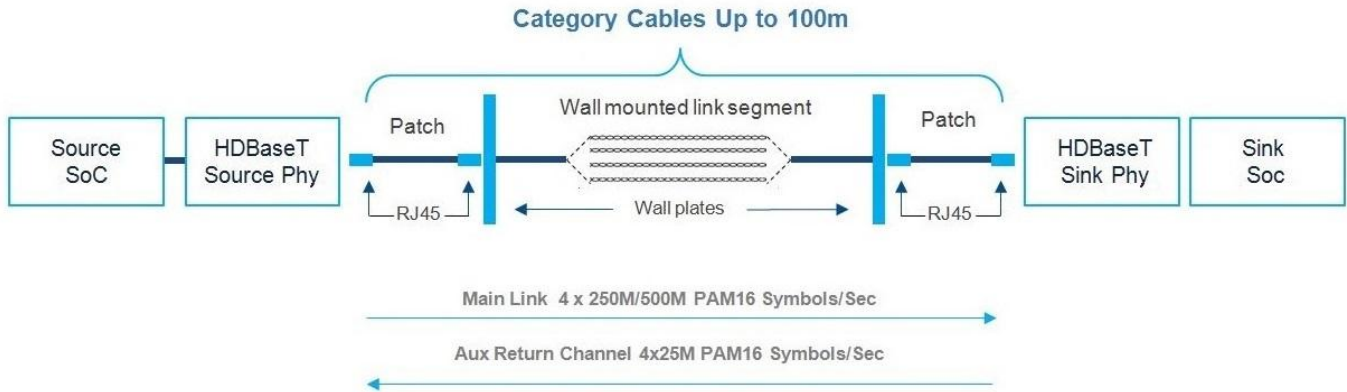 Category Cables Up to 100m
Wall mounted link segment
Patch
Patch
Source
SoC
HDBaseT
Source Phy
HDBaseT
Sink Phy
Sink
Soc
RJ45
Wall plates
RJ45
Main Link 4 x 250M/500M PAM16 Symbols/Sec
Aux Return Channel 4x25M PAM16 Symbols/Sec